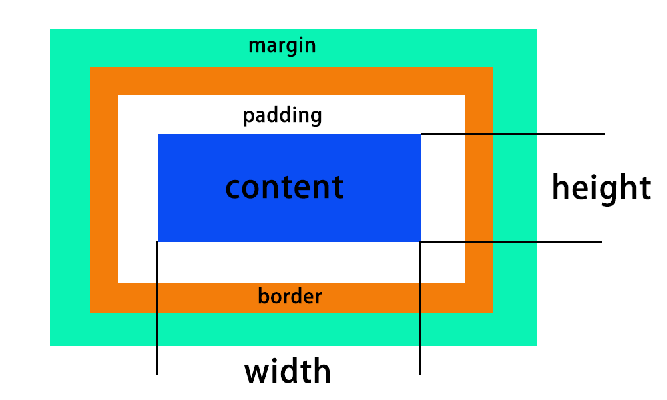 margin
padding
content
height
border
width